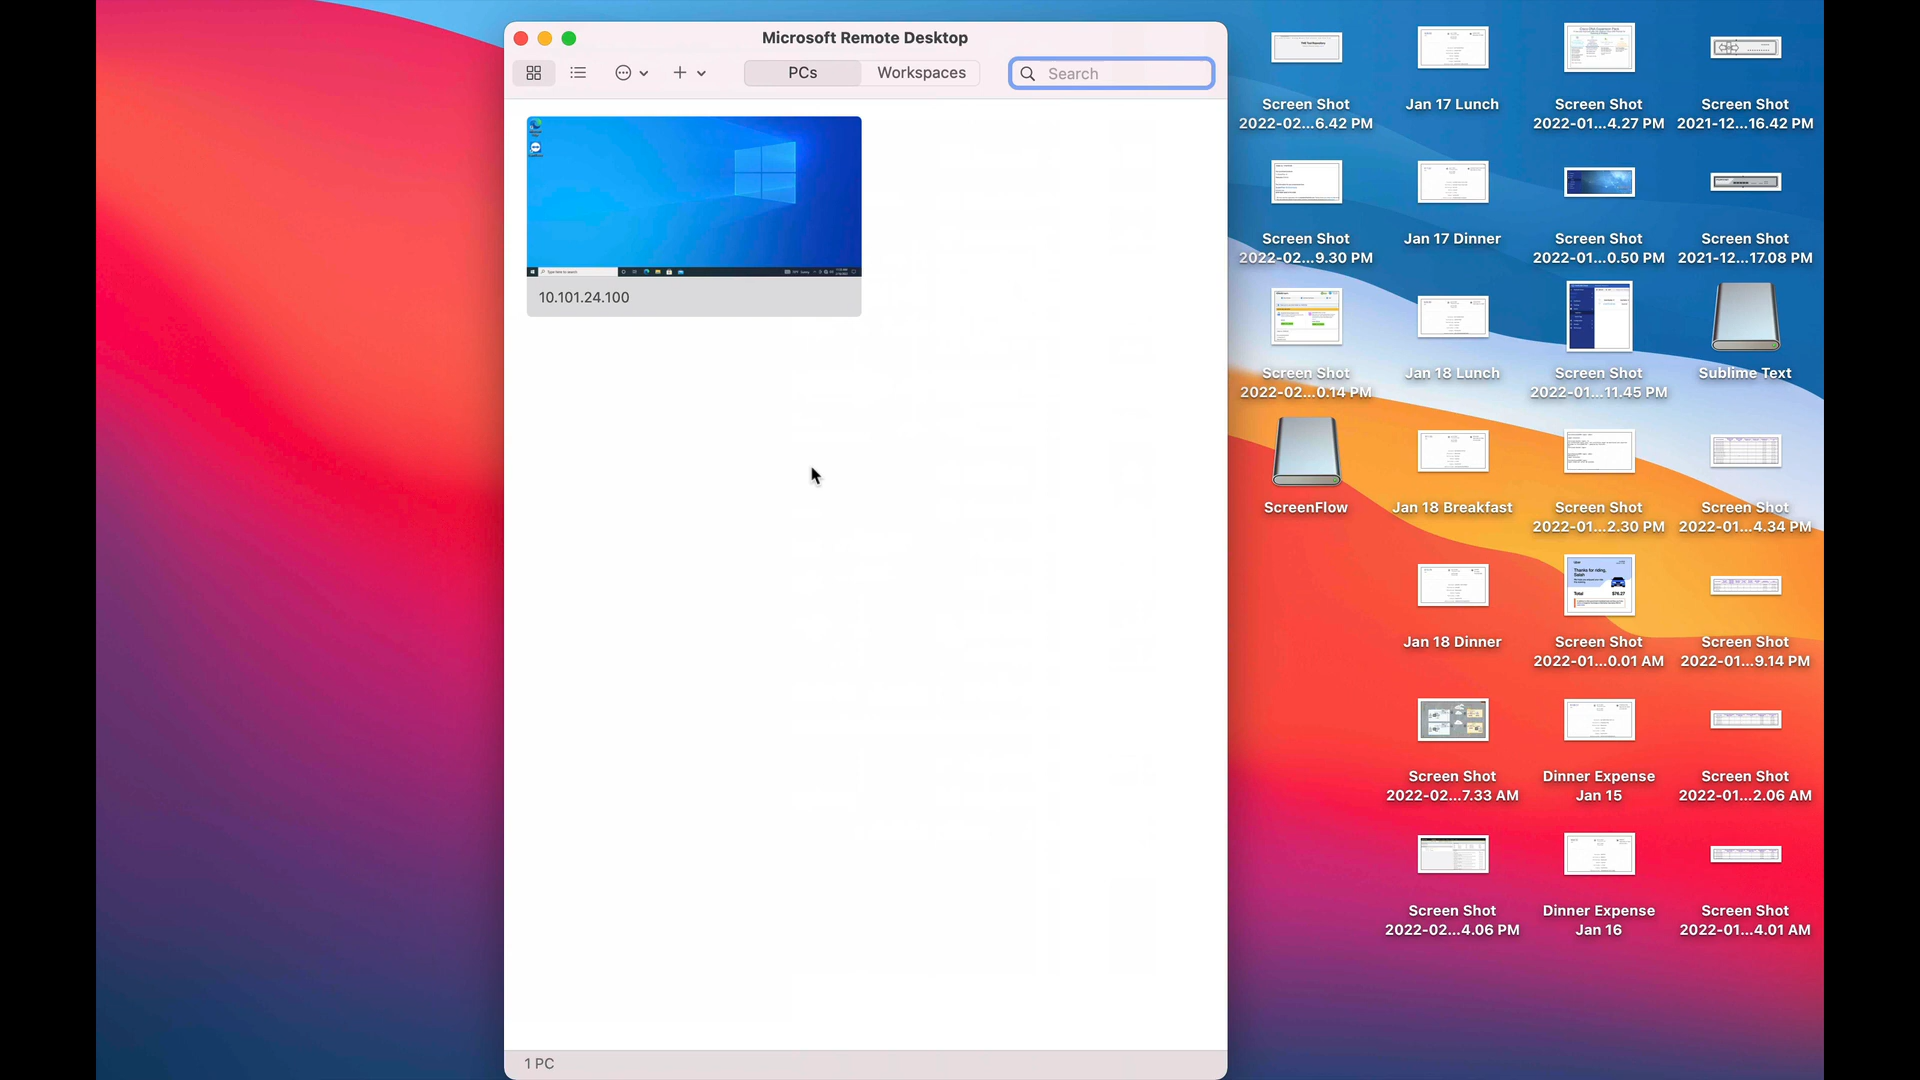 Microsoft Remote Desktop
PCs
Workspaces
Search
10.101.24.100
1 PC
Screen Shot
2022-02...6.42 PM
Jan 17 Lunch
Screen Shot
2022-01...4.27 PM
Screen Shot
2021-12...16.42 PM
Screen Shot
2022-02...9.30 PM
Jan 17 Dinner
Screen Shot
2022-01...0.50 PM
Screen Shot
2021-12...17.08 PM
Screen Shot
2022-02...0.14 PM
Jan 18 Lunch
Screen Shot
2022-01...11.45 PM
Sublime Text
ScreenFlow
Jan 18 Breakfast
Screen Shot
2022-01...2.30 PM
Screen Shot
2022-01...4.34 PM
Jan 18 Dinner
Thanks for riding,
Total $76.27
Screen Shot
2022-01...0.01 AM
Screen Shot
2022-01...9.14 PM
Screen Shot
2022-02...7.33 AM
Dinner Expense
Jan 15
Screen Shot
2022-01...2.06 AM
Screen Shot
2022-02...4.06 PM
Dinner Expense
Jan 16
Screen Shot
2022-01...4.01 AM